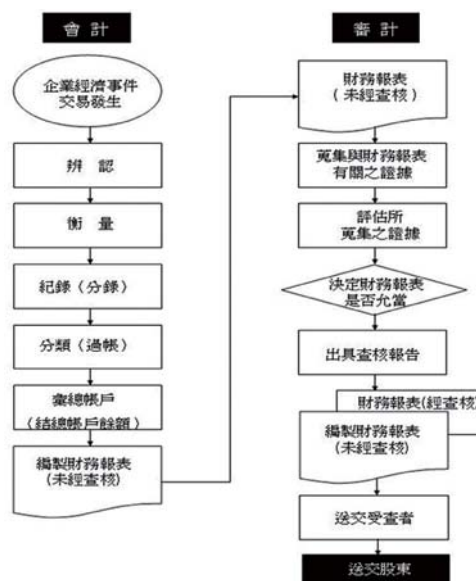 會計
企業經濟事件
交易發生
辨 認
衡 量
紀錄(分錄)
分類(過帳)
彙總帳戶
(結總帳戶餘額)
編製財務報表
(未經查核)
審計
財務報表
(未經查核)
蒐集與財務報表
有關之證據
評估所
蒐集之證據
決定財務報表
是否允當
出具查核報告
財務報表(經查核)
編製財務報表
(未經查核)
送交受查者
送交股東